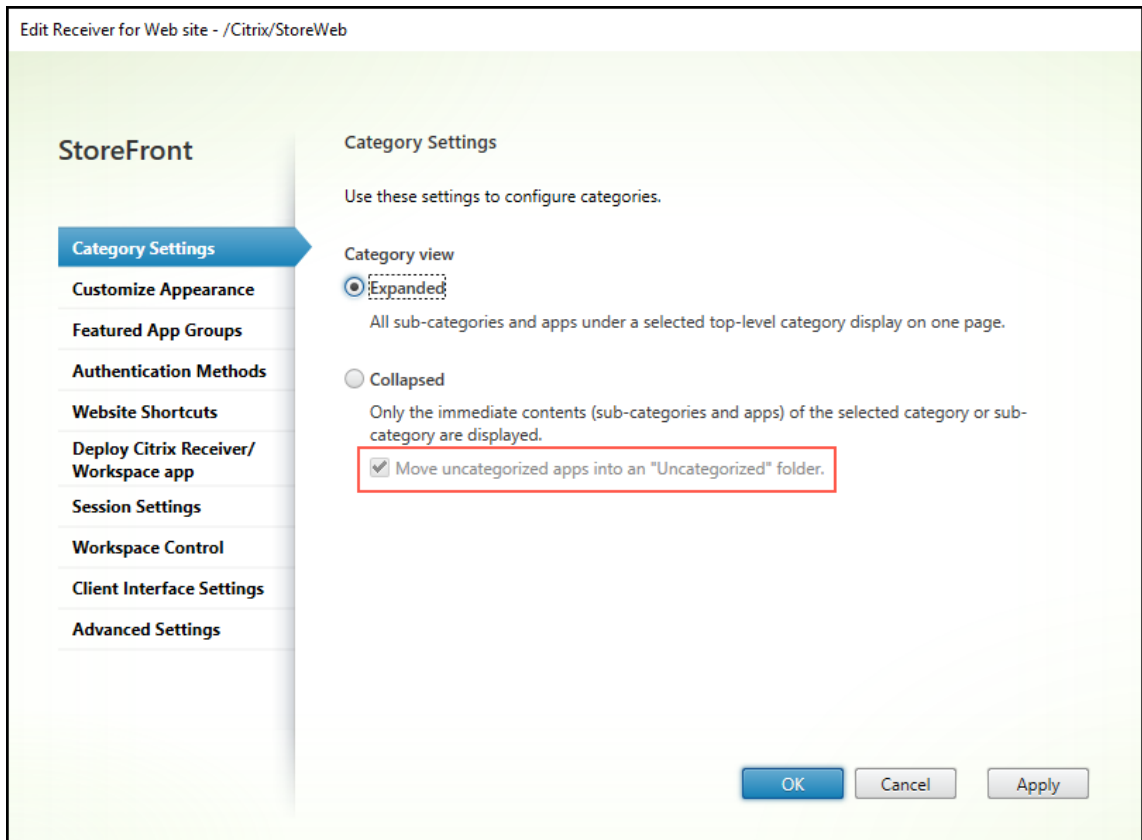 Edit Receiver for Web site - /Citrix/StoreWeb
StoreFront
Category Settings
Customize Appearance
Featured App Groups
Authentication Methods
Website Shortcuts
Deploy Citrix Receiver/
Workspace app
Session Settings
Workspace Control
Client Interface Settings
Advanced Settings
Category Settings
Use these settings to configure categories.
Category view
Expanded
All sub-categories and apps under a selected top-level category display on one page.
Collapsed
Only the immediate contents (sub-categories and apps) of the selected category or sub-
category are displayed.
Move uncategorized apps into an "Uncategorized" folder.
OK
Cancel
Apply